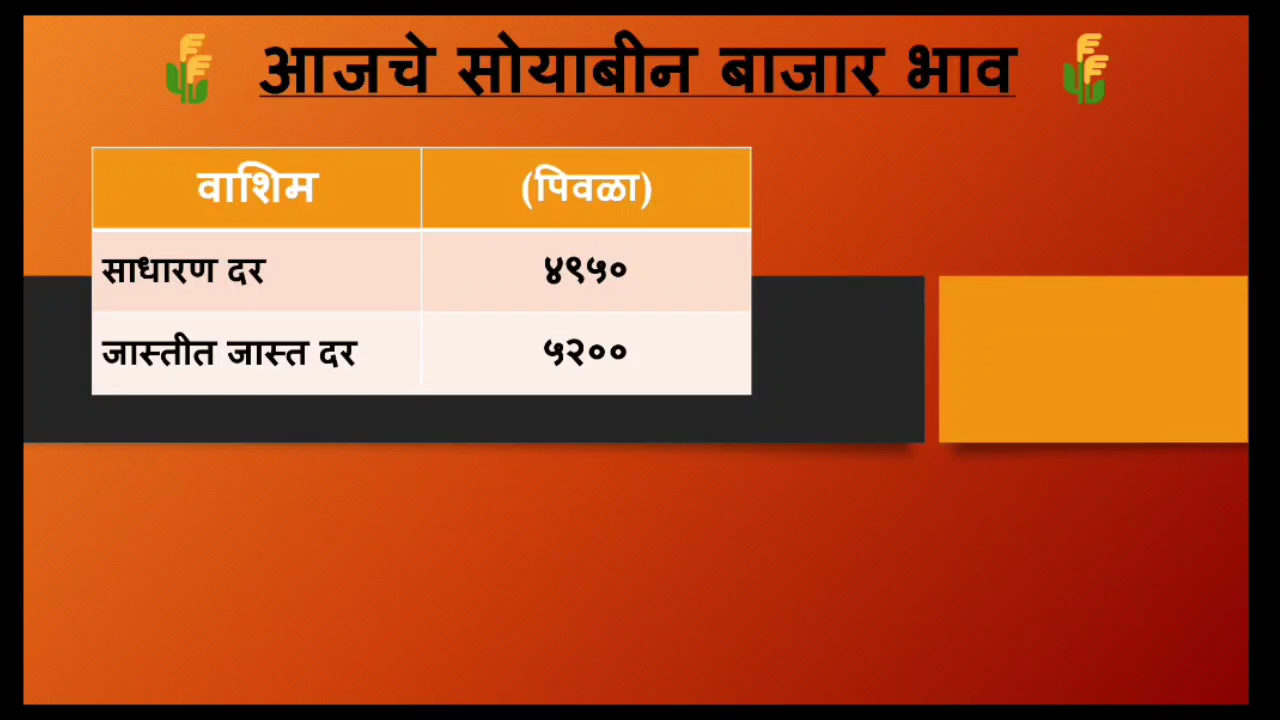 आजचे सोयाबीन बाजार भाव
वाशिम (पिवळा)
साधारण दर ४९५०
जास्तीत जास्त दर ५२००